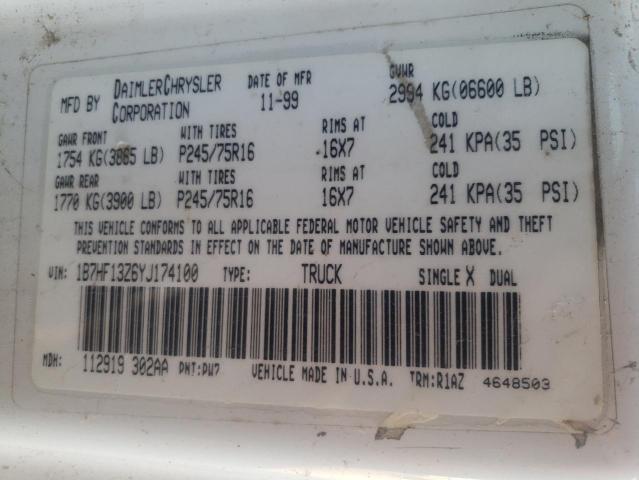 MFD BY DAIMLERCHRYSLER CORPORATION DATE OF MFR 11-99 GVWR 2994 KG(06600 LB)
GAWR FRONT WITH TIRES RIMS AT COLD
1754 KG(3865 LB) P245/75R16 16X7 241 KPA(35 PSI)
GAWR REAR WITH TIRES RIMS AT COLD
1770 KG(3900 LB) P245/75R16 16X7 241 KPA(35 PSI)
THIS VEHICLE CONFORMS TO ALL APPLICABLE FEDERAL MOTOR VEHICLE SAFETY AND THEFT
PREVENTION STANDARDS IN EFFECT ON THE DATE OF MANUFACTURE SHOWN ABOVE.
VIN: 1B7HF13Z6YJ174100 TYPE: TRUCK SINGLE X DUAL
MDH: 112919 302AA PNT:PW7 VEHICLE MADE IN U.S.A. TRM:R1AZ 4648503